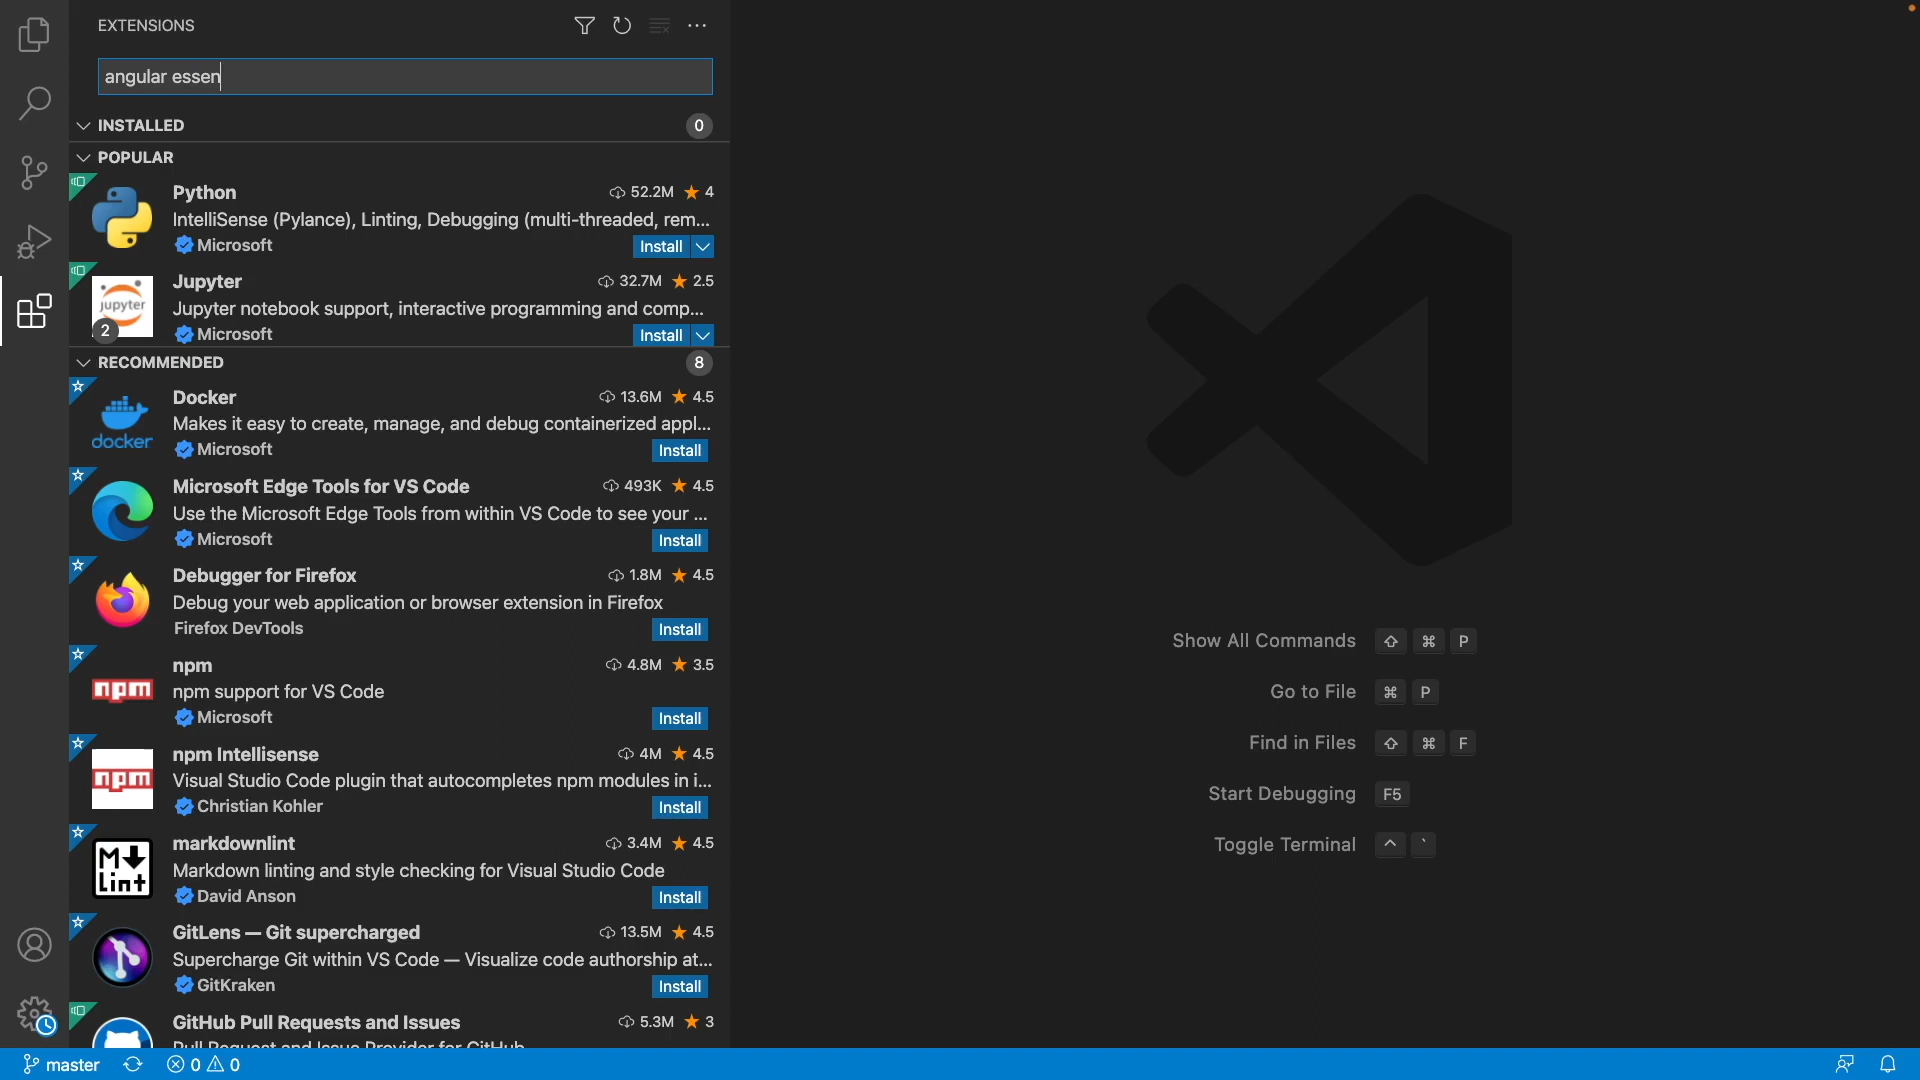 EXTENSIONS
angular essen
INSTALLED 0
POPULAR
Python 52.2M 4
IntelliSense (Pylance), Linting, Debugging (multi-threaded, rem...
Microsoft Install
Jupyter 32.7M 2.5
jupyter
Jupyter notebook support, interactive programming and comp...
2
Microsoft Install
RECOMMENDED 8
Docker 13.6M 4.5
Makes it easy to create, manage, and debug containerized appl...
docker
Microsoft Install
Microsoft Edge Tools for VS Code 493K 4.5
Use the Microsoft Edge Tools from within VS Code to see your ...
Microsoft Install
Debugger for Firefox 1.8M 4.5
Debug your web application or browser extension in Firefox
Firefox DevTools Install
npm 4.8M 3.5
npm
npm support for VS Code
Microsoft Install
npm Intellisense 4M 4.5
npm
Visual Studio Code plugin that autocompletes npm modules in i...
Christian Kohler Install
markdownlint 3.4M 4.5
M
Lint
Markdown linting and style checking for Visual Studio Code
David Anson Install
GitLens — Git supercharged 13.5M 4.5
Supercharge Git within VS Code — Visualize code authorship at...
GitKraken Install
GitHub Pull Requests and Issues 5.3M 3
Pull Request and Issue Provider for GitHub
Show All Commands ⇧ ⌘ P
Go to File ⌘ P
Find in Files ⇧ ⌘ F
Start Debugging F5
Toggle Terminal ^ `
master 0 0